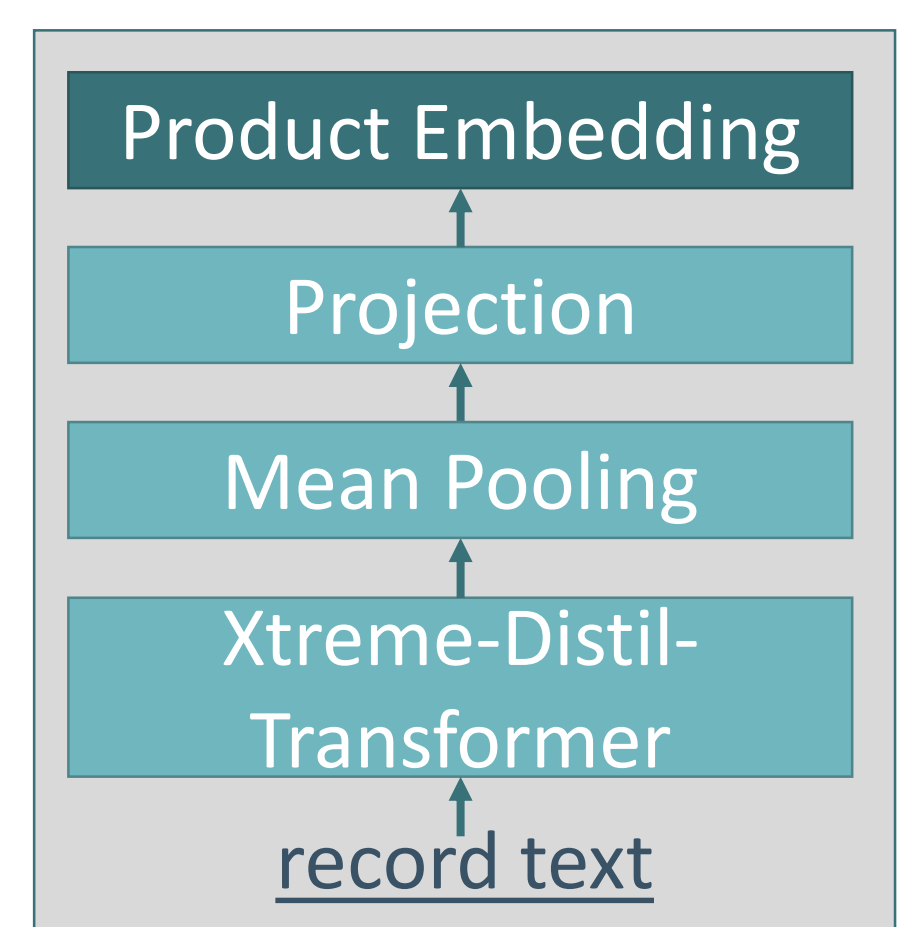 Product Embedding
Projection
Mean Pooling
Xtreme-Distil-
Transformer
record text